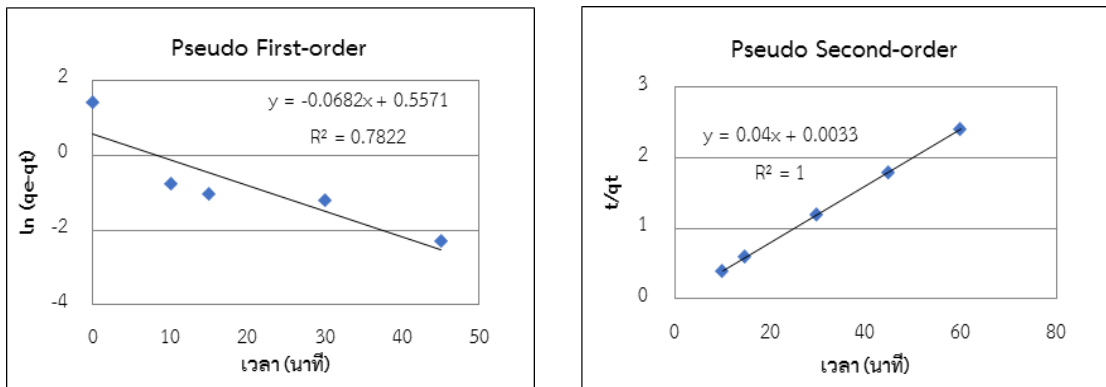 Pseudo First-order
2
y = -0.0682x + 0.5571
R² = 0.7822
0
-2
-4
ln (qe-qt)
0 10 20 30 40 50
เวลา (นาที)
Pseudo Second-order
3
y = 0.04x + 0.0033
2
R² = 1
1
0
t/qt
0 20 40 60 80
เวลา (นาที)